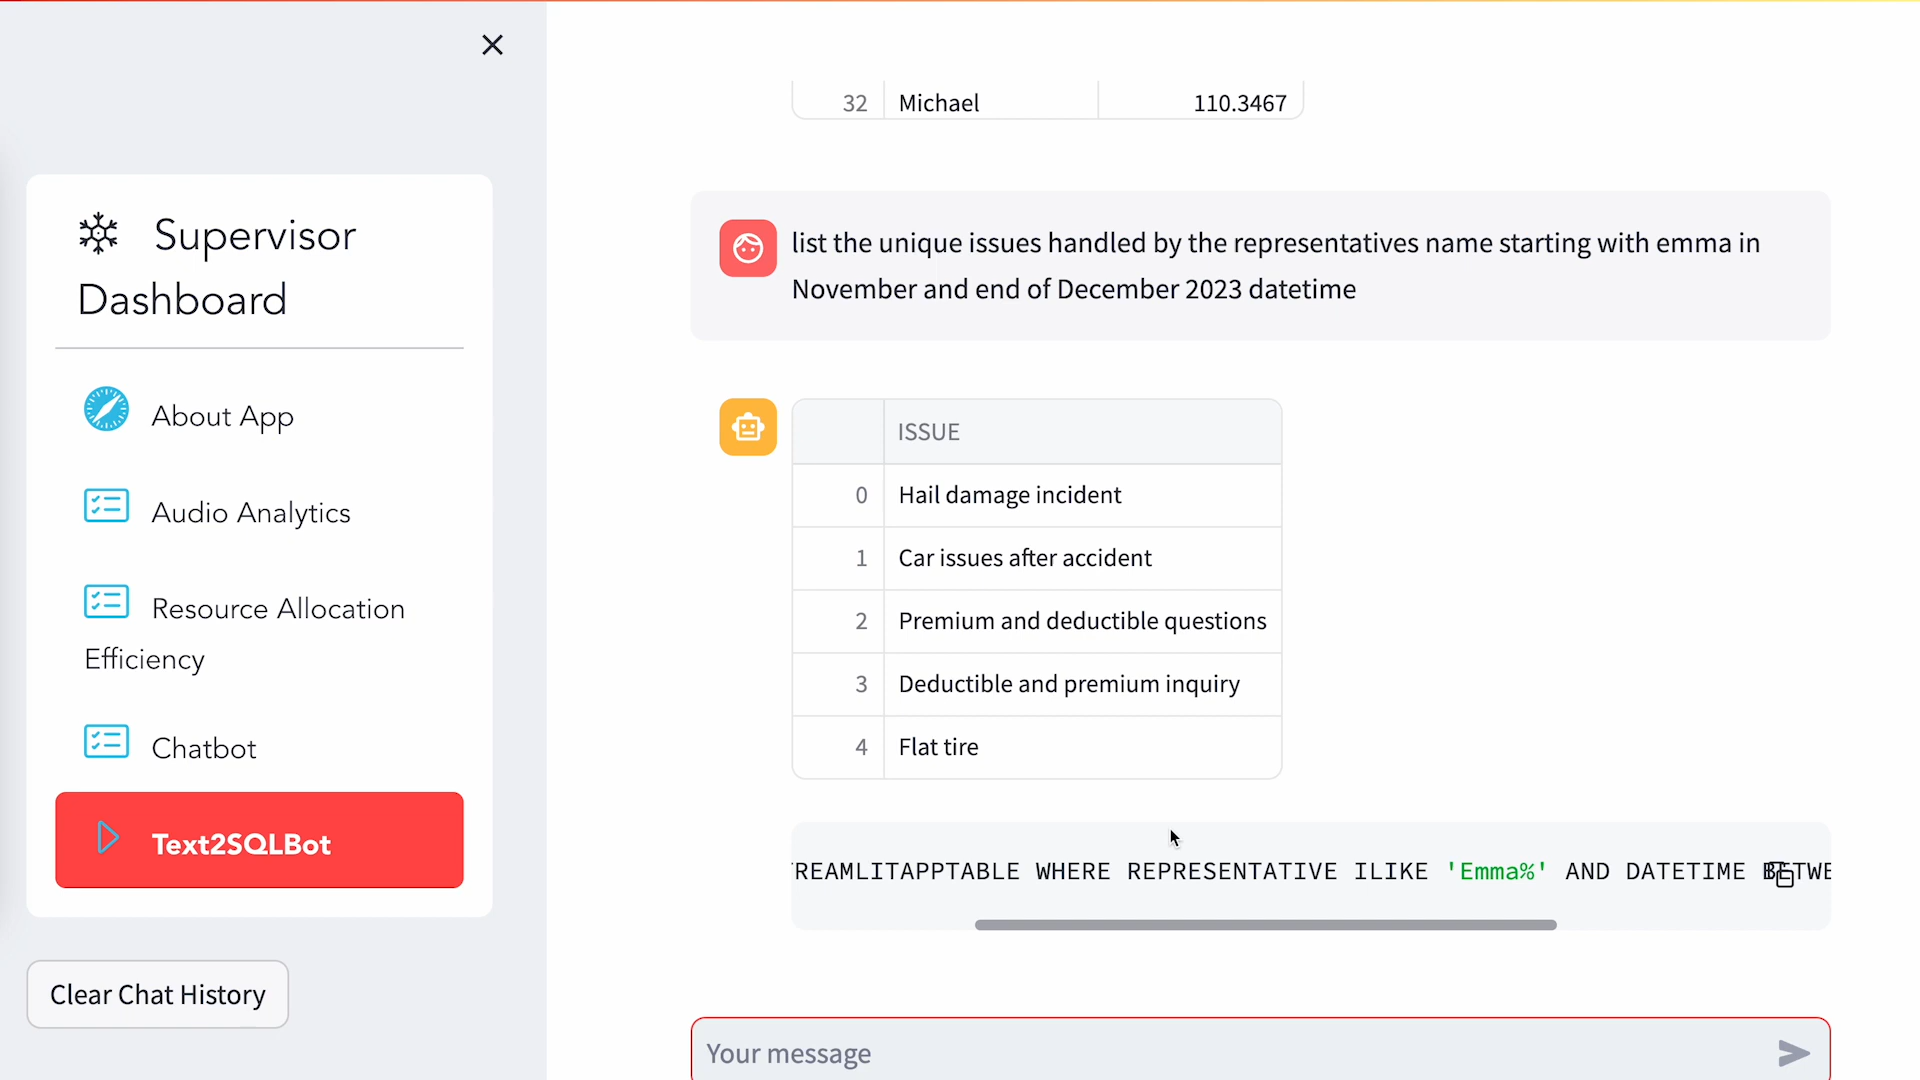 Supervisor
Dashboard
About App
Audio Analytics
Resource Allocation
Efficiency
Chatbot
Text2SQLBot
Clear Chat History
32 Michael 110.3467
list the unique issues handled by the representatives name starting with emma in
November and end of December 2023 datetime
ISSUE
0 Hail damage incident
1 Car issues after accident
2 Premium and deductible questions
3 Deductible and premium inquiry
4 Flat tire
REAMLITAPPTABLE WHERE REPRESENTATIVE ILIKE 'Emma%' AND DATETIME BETWE
Your message